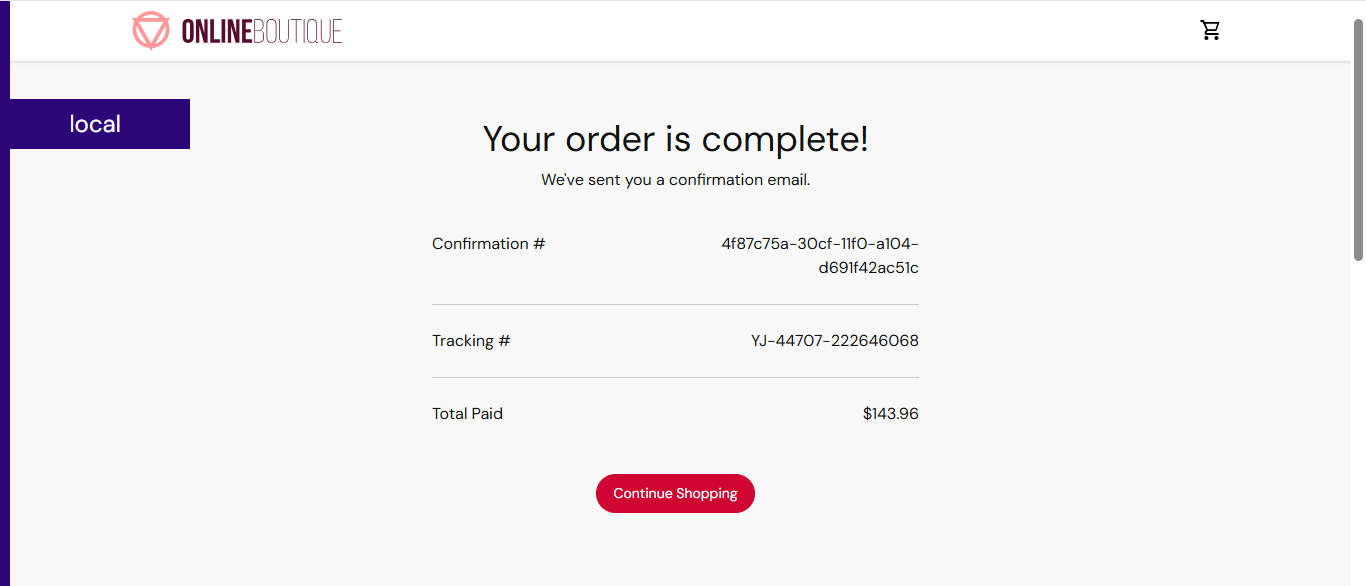 ONLINEBOUTIQUE
local
Your order is complete!
We've sent you a confirmation email.
Confirmation # 4f87c75a-30cf-11f0-a104-
d691f42ac51c
Tracking # YJ-44707-222646068
Total Paid $143.96
Continue Shopping